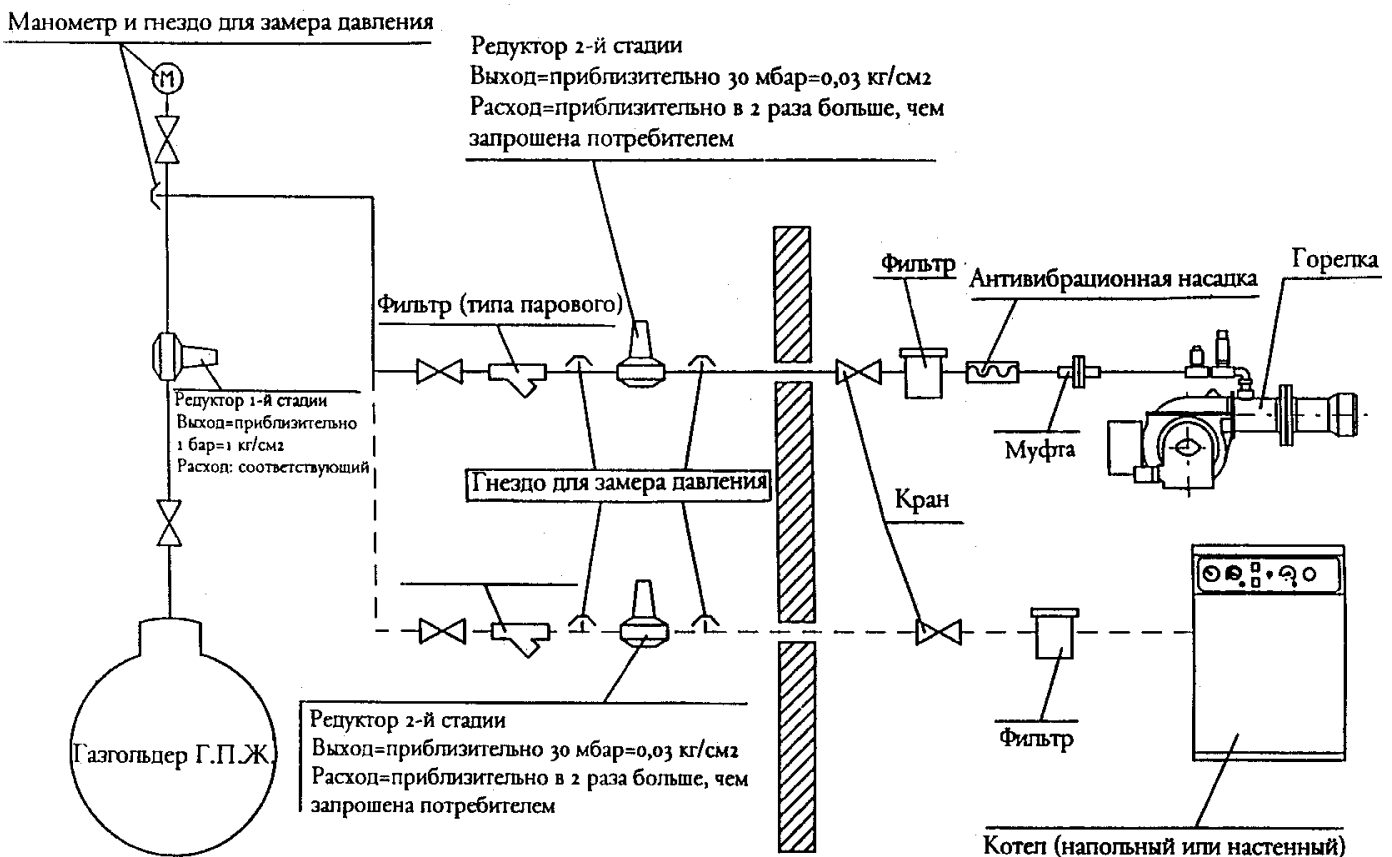 Манометр и гнездо для замера давления
М
Редуктор 2-й стадии
Выход=приблизительно 30 мбар=0,03 кг/см2
Расход=приблизительно в 2 раза больше, чем
запрошена потребителем
Фильтр
Антивибрационная насадка
Горелка
Фильтр (типа парового)
Редуктор 1-й стадии
Выход=приблизительно
1 бар=1 кg/см2
Расход: соответствующий
Муфта
Гнездо для замера давления
Кран
Газгольдер Г.П.Ж.
Редуктор 2-й стадии
Выход=приблизительно 30 мбар=0,03 кг/см2
Расход=приблизительно в 2 раза больше, чем
запрошена потребителем
Фильтр
Котел (напольный или настенный)